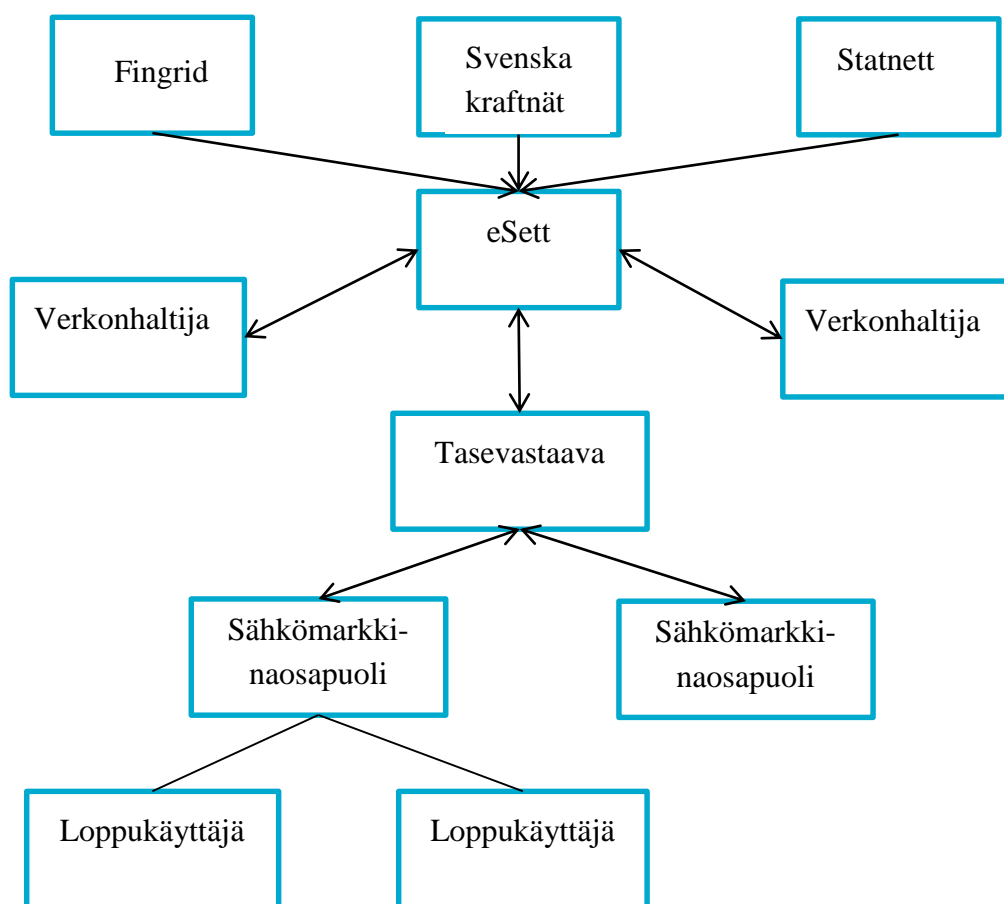 Fingrid
Svenska
kraftnät
Statnett
eSett
Verkonhaltija
Verkonhaltija
Tasevastaava
Sähkömarkki-
naosapuoli
Sähkömarkki-
naosapuoli
Loppukäyttäjä
Loppukäyttäjä